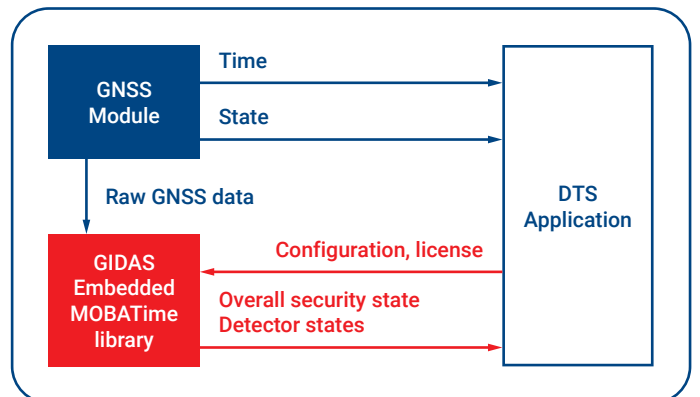 GNSS
Module
Time
State
Raw GNSS data
DTS
Application
GIDAS
Embedded
MOBATime
library
Configuration, license
Overall security state
Detector states